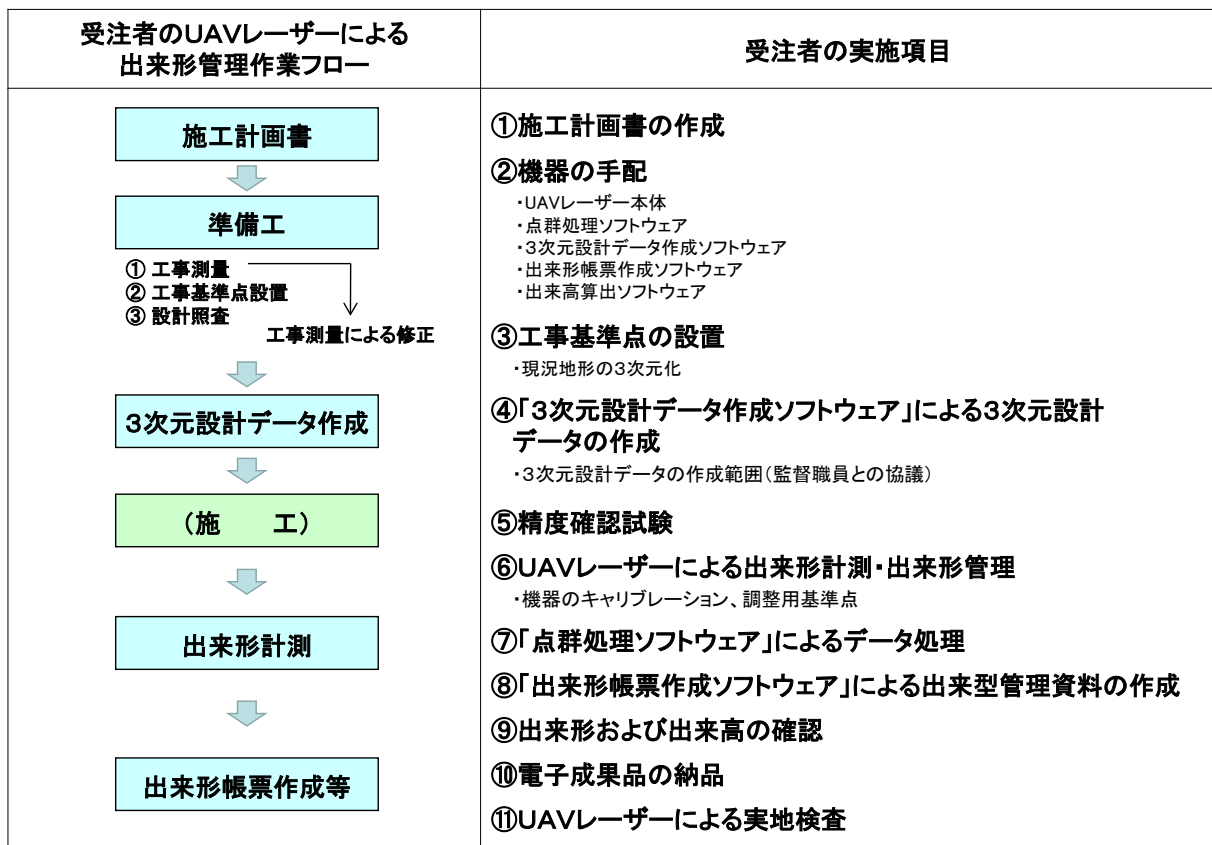 受注者のUAVレーザーによる
出来形管理作業フロー
施工計画書
準備工
① 工事測量
② 工事基準点設置
③ 設計照査
工事測量による修正
3次元設計データ作成
(施　　工)
出来形計測
出来形帳票作成等
受注者の実施項目
①施工計画書の作成
②機器の手配
・UAVレーザー本体
・点群処理ソフトウェア
・3次元設計データ作成ソフトウェア
・出来形帳票作成ソフトウェア
・出来高算出ソフトウェア
③工事基準点の設置
・現況地形の3次元化
④「3次元設計データ作成ソフトウェア」による3次元設計
データの作成
・3次元設計データの作成範囲(監督職員との協議)
⑤精度確認試験
⑥UAVレーザーによる出来形計測・出来形管理
・機器のキャリブレーション、調整用基準点
⑦「点群処理ソフトウェア」によるデータ処理
⑧「出来形帳票作成ソフトウェア」による出来型管理資料の作成
⑨出来形および出来高の確認
⑩電子成果品の納品
⑪UAVレーザーによる実地検査